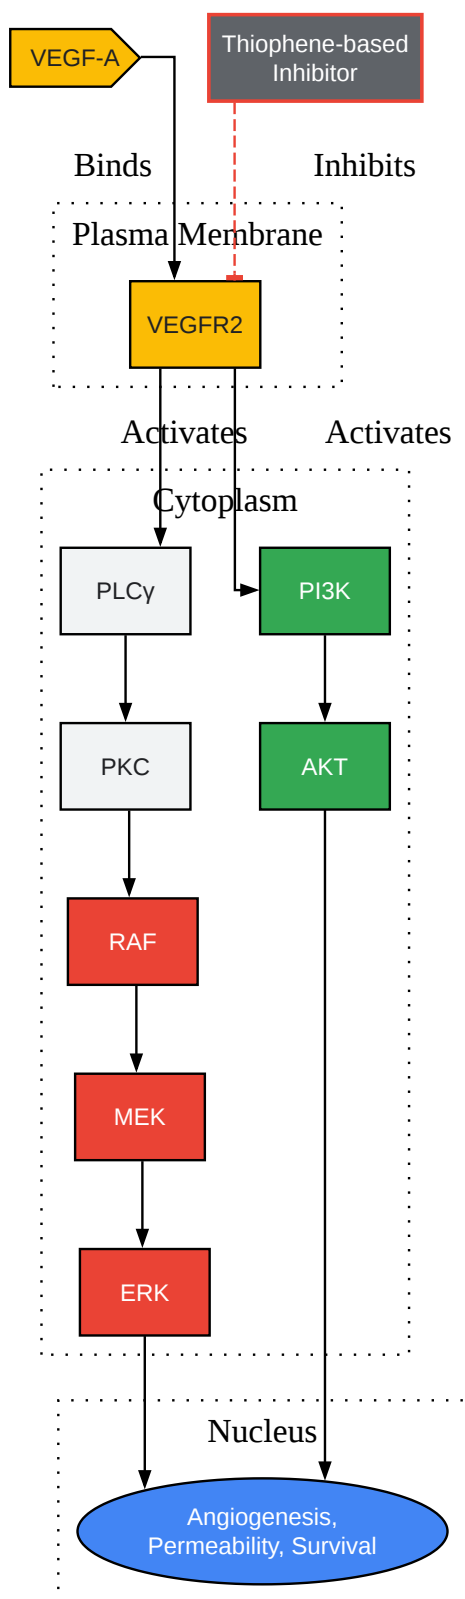 VEGF-A
Thiophene-based
Inhibitor
Binds
Inhibits
Plasma Membrane
VEGFR2
Activates
Activates
Cytoplasm
PLCγ
PI3K
PKC
AKT
RAF
MEK
ERK
Nucleus
Angiogenesis,
Permeability, Survival